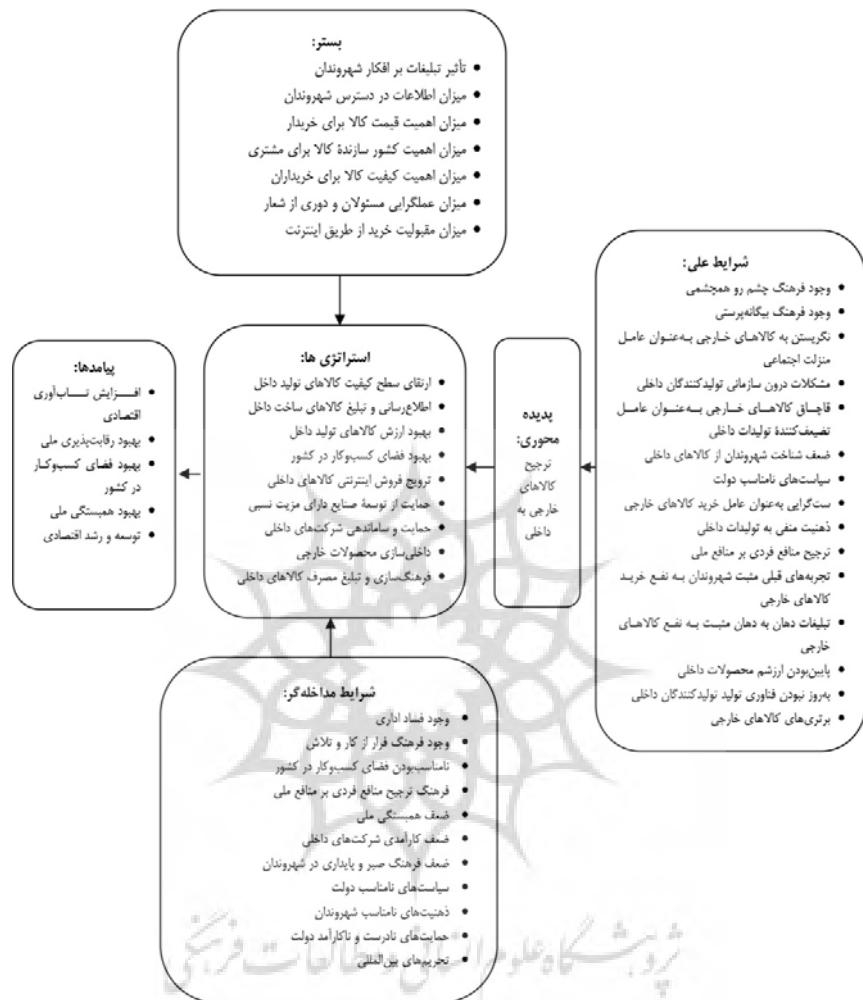 بستر:
تأثیر تبلیغات بر افکار شهروندان
میزان اطلاعات در دسترس شهروندان
میزان اهمیت قیمت کالا برای خریدار
میزان اهمیت کشور سازندۀ کالا برای مشتری
میزان اهمیت کیفیت کالا برای خریداران
میزان عملگرایی مسئولان و دوری از شعار
میزان مقبولیت خرید از طریق اینترنت
شرایط علی:
وجود فرهنگ چشم رو همچشمی
وجود فرهنگ بیگانه‌پرستی
نگریستن به کالاهای خارجی به‌عنوان عامل
منزلت اجتماعی
مشکلات درون سازمانی تولیدکنندگان داخلی
قاچاق کالاهای خارجی به‌عنوان عامل
تضعیف‌کنندۀ تولیدات داخلی
ضعف شناخت شهروندان از کالاهای داخلی
سیاست‌های نامناسب دولت
ست‌گرایی به‌عنوان عامل خرید کالاهای خارجی
ذهنیت منفی به تولیدات داخلی
ترجیح منافع فردی بر منافع ملی
تجربه‌های قبلی مثبت شهروندان به نفع خرید
کالاهای خارجی
تبلیغات دهان به دهان مثبت به نفع کالاهای
خارجی
پایین‌بودن ارزشم محصولات داخلی
به‌روز نبودن فناوری تولید تولیدکنندگان داخلی
برتری‌های کالاهای خارجی
پدیده
محوری:
ترجیح
کالاهای
خارجی به
داخلی
استراتژی ها:
ارتقای سطح کیفیت کالاهای تولید داخل
اطلاع‌رسانی و تبلیغ کالاهای ساخت داخل
بهبود ارزش کالاهای تولید داخل
بهبود فضای کسب‌وکار در کشور
ترویج فروش اینترنتی کالاهای داخلی
حمایت از توسعۀ صنایع دارای مزیت نسبی
حمایت و ساماندهی شرکت‌های داخلی
داخلی‌سازی محصولات خارجی
فرهنگ‌سازی و تبلیغ مصرف کالاهای داخلی
پیامدها:
افزایش تاب‌آوری
اقتصادی
بهبود رقابت‌پذیری ملی
بهبود فضای کسب‌وکار
در کشور
بهبود همبستگی ملی
توسعه و رشد اقتصادی
شرایط مداخله‌گر:
وجود فساد اداری
وجود فرهنگ فرار از کار و تلاش
نامناسب‌بودن فضای کسب‌وکار در کشور
فرهنگ ترجیح منافع فردی بر منافع ملی
ضعف همبستگی ملی
ضعف کارآمدی شرکت‌های داخلی
ضعف فرهنگ صبر و پایداری در شهروندان
سیاست‌های نامناسب دولت
ذهنیت‌های نامناسب شهروندان
حمایت‌های نادرست و ناکارآمد دولت
تحریم‌های بین‌المللی
پژوهشگاه علوم انسانی و مطالعات فرهنگی